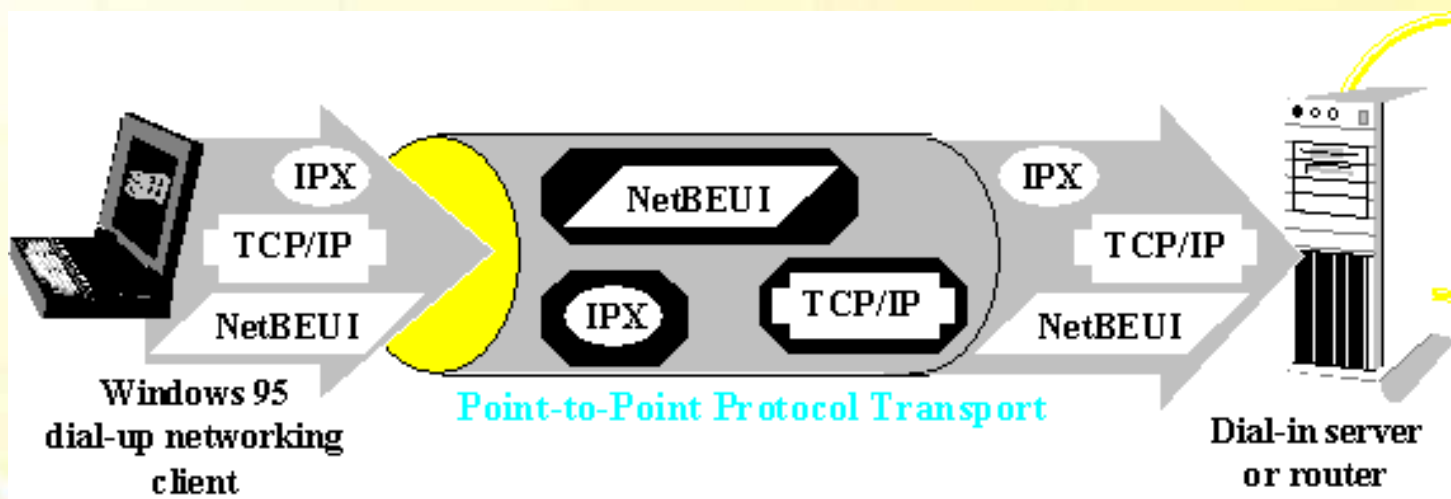 IPX
TCP/IP
NetBEUI
Windows 95
dial-up networking
client
NetBEUI
IPX
TCP/IP
Point-to-Point Protocol Transport
IPX
TCP/IP
NetBEUI
Dial-in server
or router